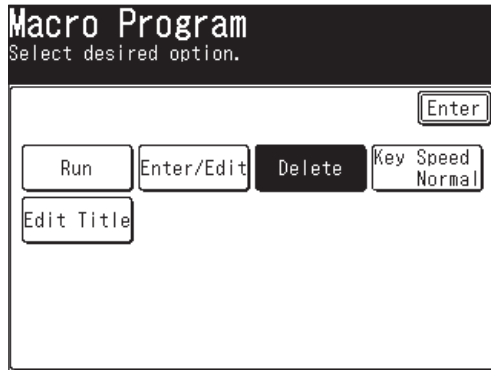 Macro Program
Select desired option.
Enter
Run
Enter/Edit
Delete
Key Speed
Normal
Edit Title